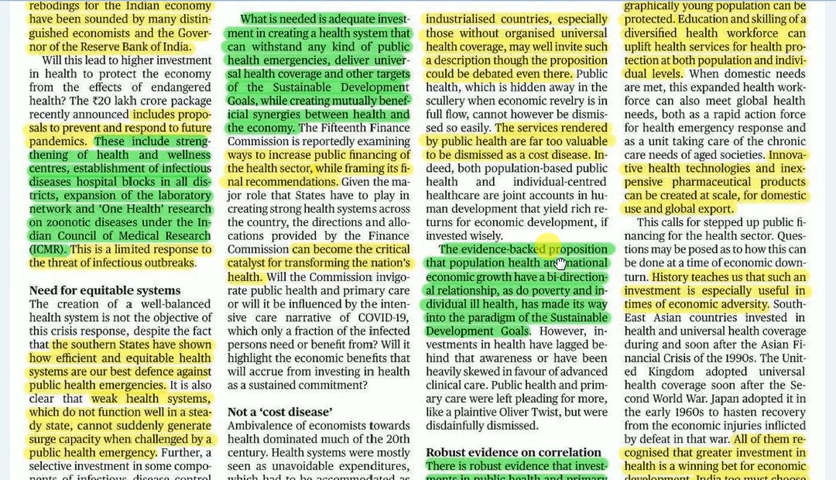 rebodings for the Indian economy
have been sounded by many distin-
guished economists and the Gover-
nor of the Reserve Bank of India.
Will this lead to higher investment
in health to protect the economy
from the effects of endangered
health? The ₹20 lakh crore package
recently announced includes propo-
sals to prevent and respond to future
pandemics. These include streng-
thening of health and wellness
centres, establishment of infectious
diseases hospital blocks in all dis-
tricts, expansion of the laboratory
network and ‘One Health’ research
on zoonotic diseases under the In-
dian Council of Medical Research
(ICMR). This is a limited response to
the threat of infectious outbreaks.
Need for equitable systems
The creation of a well-balanced
health system is not the objective of
this crisis response, despite the fact
that the southern States have shown
how efficient and equitable health
systems are our best defence against
public health emergencies. It is also
clear that weak health systems,
which do not function well in a stea-
dy state, cannot suddenly generate
surge capacity when challenged by a
public health emergency. Further, a
selective investment in some compo-
nents of infectious disease control
What is needed is adequate invest-
ment in creating a health system that
can withstand any kind of public
health emergencies, deliver univer-
sal health coverage and other targets
of the Sustainable Development
Goals, while creating mutually benef-
icial synergies between health and
the economy. The Fifteenth Finance
Commission is reportedly examining
ways to increase public financing of
the health sector, while framing its fi-
nal recommendations. Given the ma-
jor role that States have to play in
creating strong health systems across
the country, the directions and allo-
cations provided by the Finance
Commission can become the critical
catalyst for transforming the nation’s
health. Will the Commission invigo-
rate public health and primary care
or will it be influenced by the inten-
sive care narrative of COVID-19,
which only a fraction of the infected
persons need or benefit from? Will it
highlight the economic benefits that
will accrue from investing in health
as a sustained commitment?
Not a ‘cost disease’
Ambivalence of economists towards
health dominated much of the 20th
century. Health systems were mostly
seen as unavoidable expenditures,
which had to be accommodated as
industrialised countries, especially
those without organised universal
health coverage, may well invite such
a description though the proposition
could be debated even there. Public
health, which is hidden away in the
scullery when economic revelry is in
full flow, cannot however be dismis-
sed so easily. The services rendered
by public health are far too valuable
to be dismissed as a cost disease. In-
deed, both population-based public
health and individual-centred
healthcare are joint accounts in hu-
man development that yield rich re-
turns for economic development, if
invested wisely.
The evidence-backed proposition
that population health and national
economic growth have a bi-direction-
al relationship, as do poverty and in-
dividual ill health, has made its way
into the paradigm of the Sustainable
Development Goals. However, in-
vestments in health have lagged be-
hind that awareness or have been
heavily skewed in favour of advanced
clinical care. Public health and prim-
ary care were left pleading for more,
like a plaintive Oliver Twist, but were
disdainfully dismissed.
Robust evidence on correlation
There is robust evidence that invest-
ments in public health and primary
graphically young population can be
protected. Education and skilling of a
diversified health workforce can
uplift health services for health pro-
tection at both population and indivi-
dual levels. When domestic needs
are met, this expanded health work-
force can also meet global health
needs, both as a rapid action force
for health emergency response and
as a unit taking care of the chronic
care needs of aged societies. Innova-
tive health technologies and inex-
pensive pharmaceutical products
can be created at scale, for domestic
use and global export.
This calls for stepped up public fi-
nancing for the health sector. Ques-
tions may be posed as to how this can
be done at a time of economic down-
turn. History teaches us that such an
investment is especially useful in
times of economic adversity. South-
East Asian countries invested in
health and universal health coverage
during and soon after the Asian Fi-
nancial Crisis of the 1990s. The Unit-
ed Kingdom adopted universal
health coverage soon after the Se-
cond World War. Japan adopted it in
the early 1960s to hasten recovery
from the economic injuries inflicted
by defeat in that war. All of them re-
cognised that greater investment in
health is a winning bet for economic
development. India too must choose